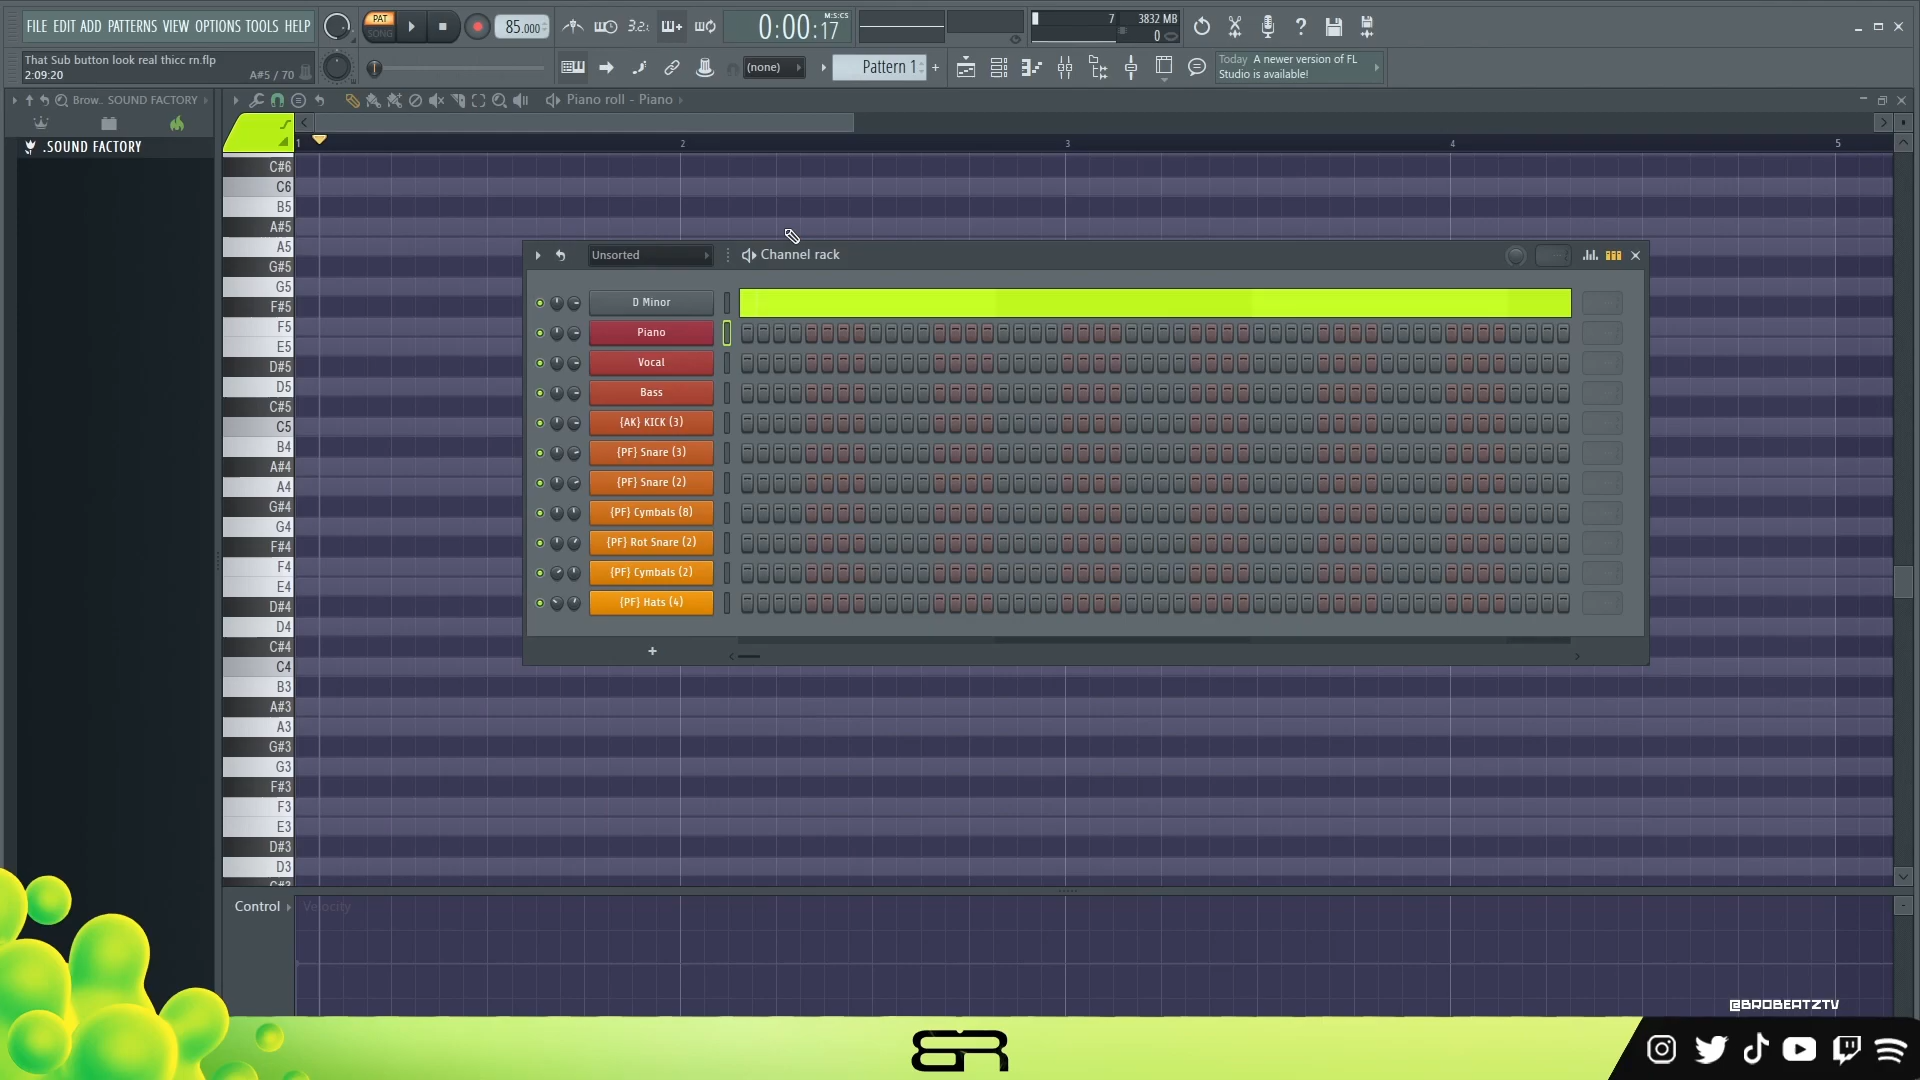 FILE EDIT ADD PATTERNS VIEW OPTIONS TOOLS HELP
PAT
SONG
85.000
3.2:
0:00:17
M:S:CS
7
3832 MB
0
That Sub button look real thicc rn.flp
2:09:20
A#5 / 70
(none)
Pattern 1
+
Today A newer version of FL
Studio is available!
Brow.. SOUND FACTORY
Piano roll - Piano
.SOUND FACTORY
1
2
3
4
5
C#6
C6
B5
A#5
A5
G#5
G5
F#5
F5
E5
D#5
D5
C#5
C5
B4
A#4
A4
G#4
G4
F#4
F4
E4
D#4
D4
C#4
C4
B3
A#3
A3
G#3
G3
F#3
F3
E3
D#3
D3
C#3
Unsorted
Channel rack
D Minor
Piano
Vocal
Bass
{AK} KICK (3)
{PF} Snare (3)
{PF} Snare (2)
{PF} Cymbals (8)
{PF} Rot Snare (2)
{PF} Cymbals (2)
{PF} Hats (4)
+
Control
Velocity
@BROBEATZTV
BR